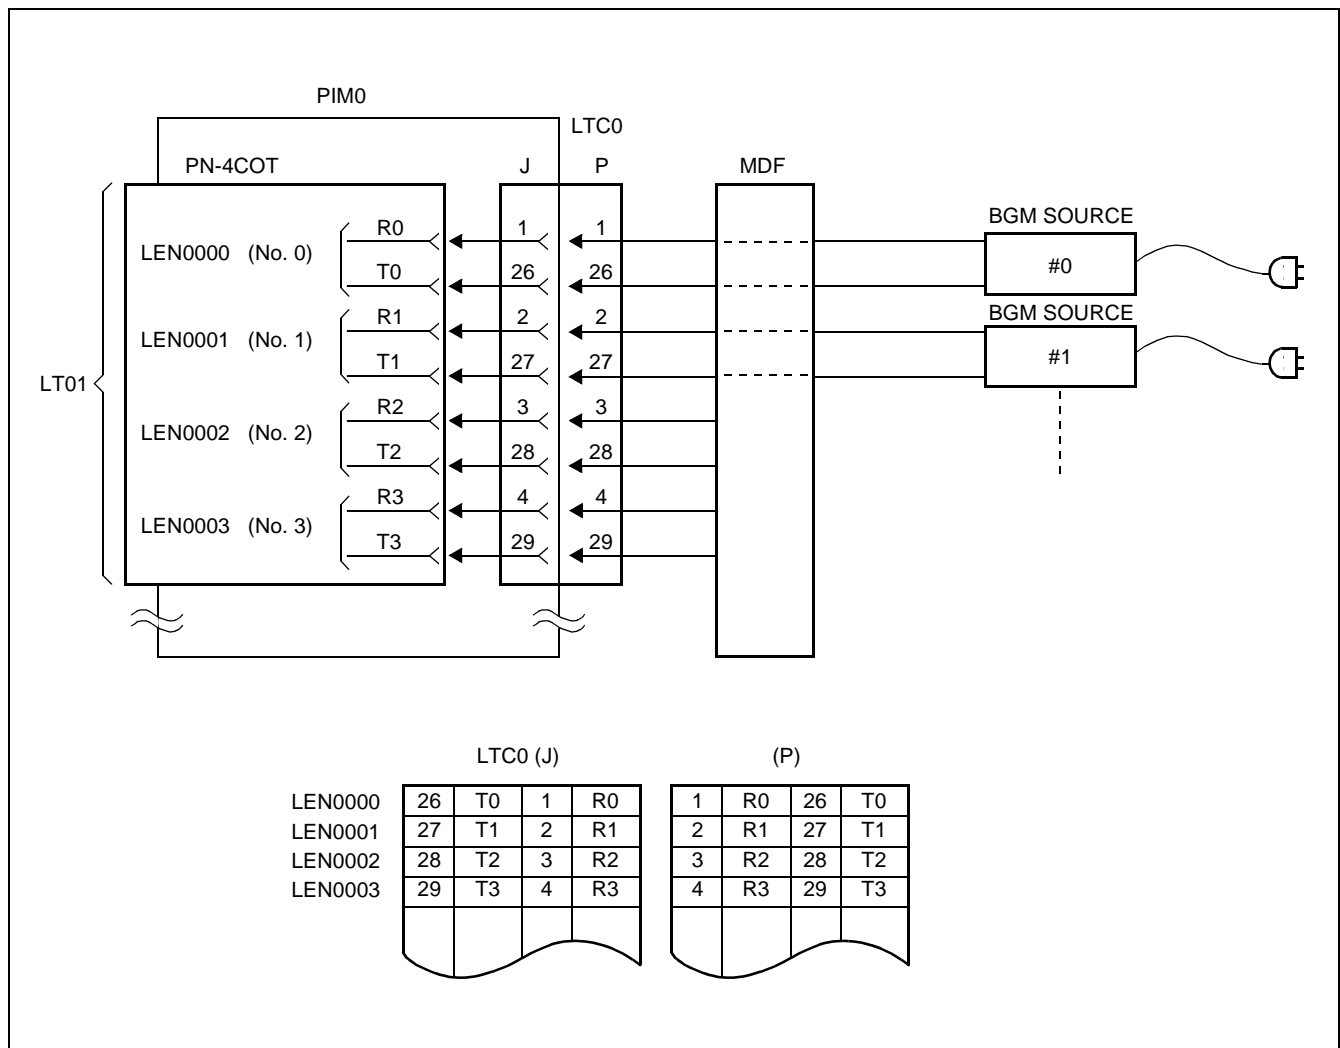 PIM0
LTC0
PN-4COT J P MDF
BGM SOURCE
R0 1 1
LEN0000 (No. 0) #0
T0 26 26
BGM SOURCE
R1 2 2
LEN0001 (No. 1) #1
T1 27 27
LT01
R2 3 3
LEN0002 (No. 2)
T2 28 28
R3 4 4
LEN0003 (No. 3)
T3 29 29
LTC0 (J) (P)
LEN0000 26 T0 1 R0 1 R0 26 T0
LEN0001 27 T1 2 R1 2 R1 27 T1
LEN0002 28 T2 3 R2 3 R2 28 T2
LEN0003 29 T3 4 R3 4 R3 29 T3